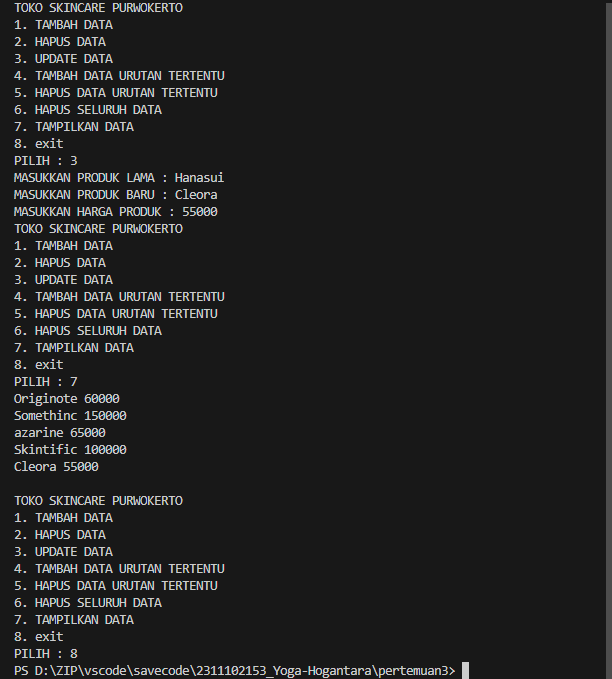 TOKO SKINCARE PURWOKERTO
1. TAMBAH DATA
2. HAPUS DATA
3. UPDATE DATA
4. TAMBAH DATA URUTAN TERTENTU
5. HAPUS DATA URUTAN TERTENTU
6. HAPUS SELURUH DATA
7. TAMPILKAN DATA
8. exit
PILIH : 3
MASUKKAN PRODUK LAMA : Hanasui
MASUKKAN PRODUK BARU : Cleora
MASUKKAN HARGA PRODUK : 55000
TOKO SKINCARE PURWOKERTO
1. TAMBAH DATA
2. HAPUS DATA
3. UPDATE DATA
4. TAMBAH DATA URUTAN TERTENTU
5. HAPUS DATA URUTAN TERTENTU
6. HAPUS SELURUH DATA
7. TAMPILKAN DATA
8. exit
PILIH : 7
Originote 60000
Somethinc 150000
azarine 65000
Skintific 100000
Cleora 55000
TOKO SKINCARE PURWOKERTO
1. TAMBAH DATA
2. HAPUS DATA
3. UPDATE DATA
4. TAMBAH DATA URUTAN TERTENTU
5. HAPUS DATA URUTAN TERTENTU
6. HAPUS SELURUH DATA
7. TAMPILKAN DATA
8. exit
PILIH : 8
PS D:\ZIP\vscode\savecode\2311102153_Yoga-Hogantara\pertemuan3>